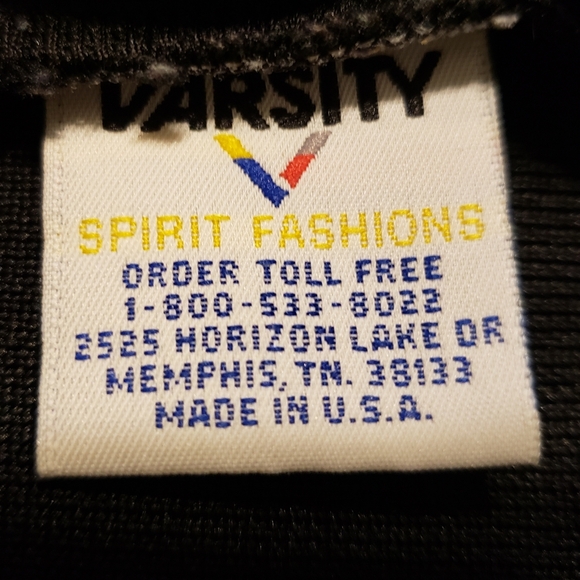 VARSITY
SPIRIT FASHIONS
ORDER TOLL FREE
1-800-533-8022
2525 HORIZON LAKE DR
MEMPHIS, TN. 38133
MADE IN U.S.A.